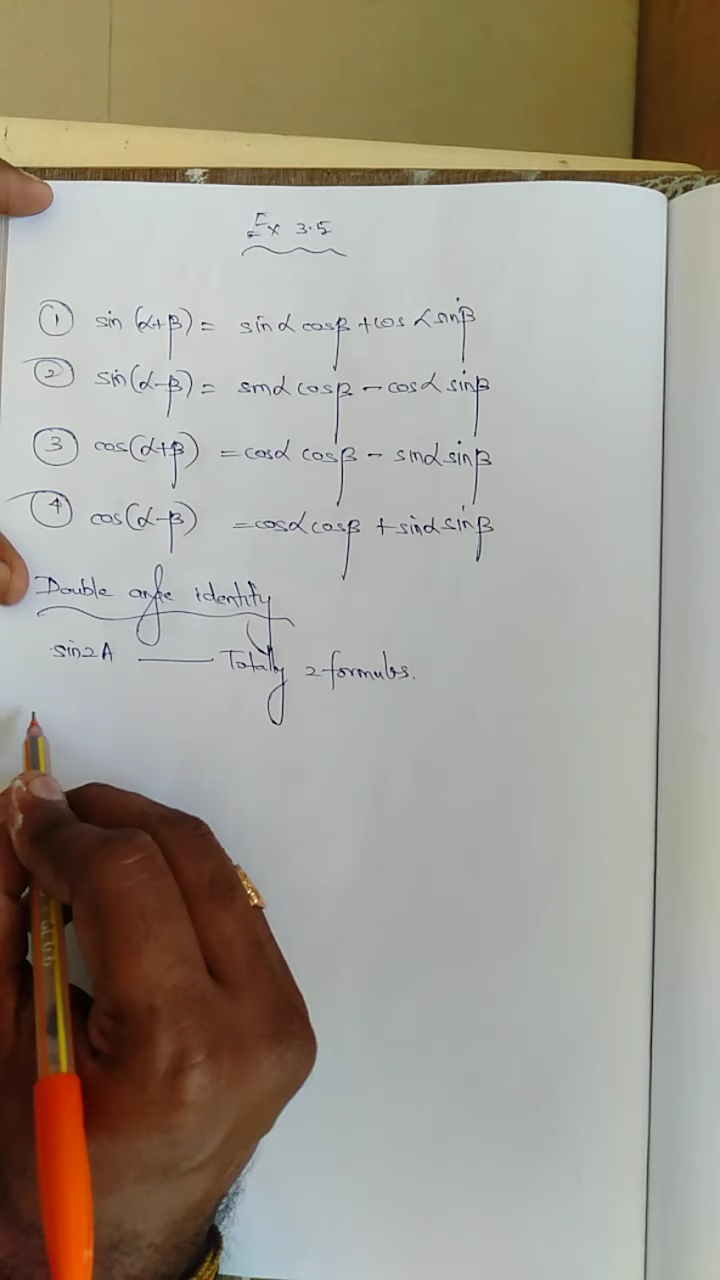 Ex 3.5
① sin (α+β) = sinα cosβ + cos α sinβ
② sin(α-β) = sinα cosβ - cosα sinβ
③ cos(α+β) = cosα cosβ - sinα sinβ
④ cos(α-β) = cosα cosβ + sinα sinβ
Double angle identity
sin2A —— Totally 2 formulas.